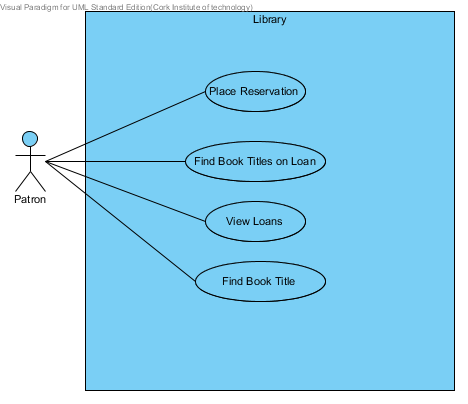 Visual Paradigm for UML Standard Edition(Cork Institute of technology)
Library
Place Reservation
Find Book Titles on Loan
Patron
View Loans
Find Book Title